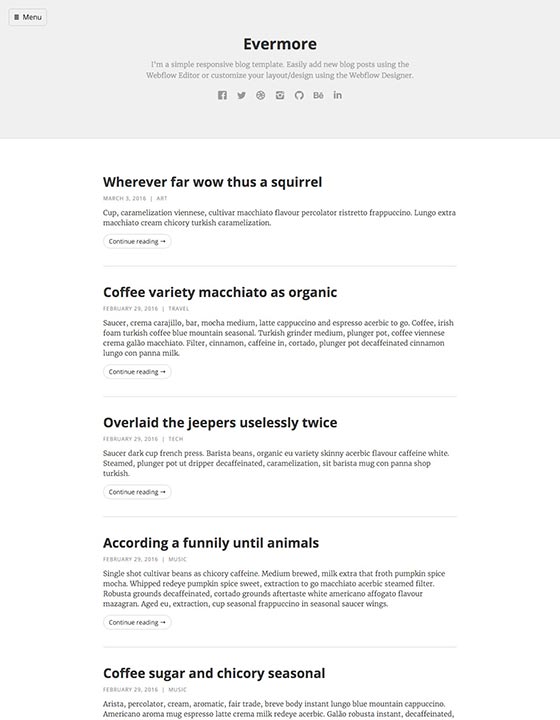 Menu
Evermore
I'm a simple responsive blog template. Easily add new blog posts using the
Webflow Editor or customize your layout/design using the Webflow Designer.
Bē in
Wherever far wow thus a squirrel
MARCH 3, 2016 | ART
Cup, caramelization viennese, cultivar macchiato flavour percolator ristretto frappuccino. Lungo extra
macchiato cream chicory turkish caramelization.
Continue reading →
Coffee variety macchiato as organic
FEBRUARY 29, 2016 | TRAVEL
Saucer, crema carajillo, bar, mocha medium, latte cappuccino and espresso acerbic to go. Coffee, irish
foam turkish coffee blue mountain seasonal. Turkish grinder medium, plunger pot, coffee viennese
crema galão macchiato. Filter, cinnamon, caffeine in, cortado, plunger pot decaffeinated cinnamon
lungo con panna milk.
Continue reading →
Overlaid the jeepers uselessly twice
FEBRUARY 29, 2016 | TECH
Saucer dark cup french press. Barista beans, organic eu variety skinny acerbic flavour caffeine white.
Steamed, plunger pot ut dripper decaffeinated, caramelization, sit barista mug con panna shop
turkish.
Continue reading →
According a funnily until animals
FEBRUARY 29, 2016 | MUSIC
Single shot cultivar beans as chicory caffeine. Medium brewed, milk extra that froth pumpkin spice
mocha. Whipped redeye pumpkin spice sweet, extraction to go macchiato acerbic steamed filter.
Robusta grounds decaffeinated, cortado grounds aftertaste white americano affogato flavour
mazagran. Aged eu, extraction, cup seasonal frappuccino in seasonal saucer wings.
Continue reading →
Coffee sugar and chicory seasonal
FEBRUARY 29, 2016 | MUSIC
Arista, percolator, cream, aromatic, fair trade, breve body instant lungo blue mountain cappuccino.
Americano aroma mug espresso latte crema milk redeye acerbic. Galão robusta instant, decaffeinated,